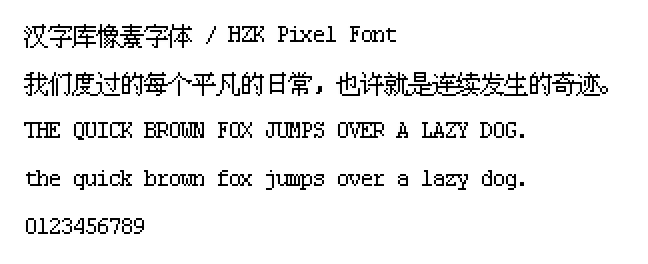 汉字库像素字体 / HZK Pixel Font
我们度过的每个平凡的日常，也许就是连续发生的奇迹。
THE QUICK BROWN FOX JUMPS OVER A LAZY DOG.
the quick brown fox jumps over a lazy dog.
0123456789